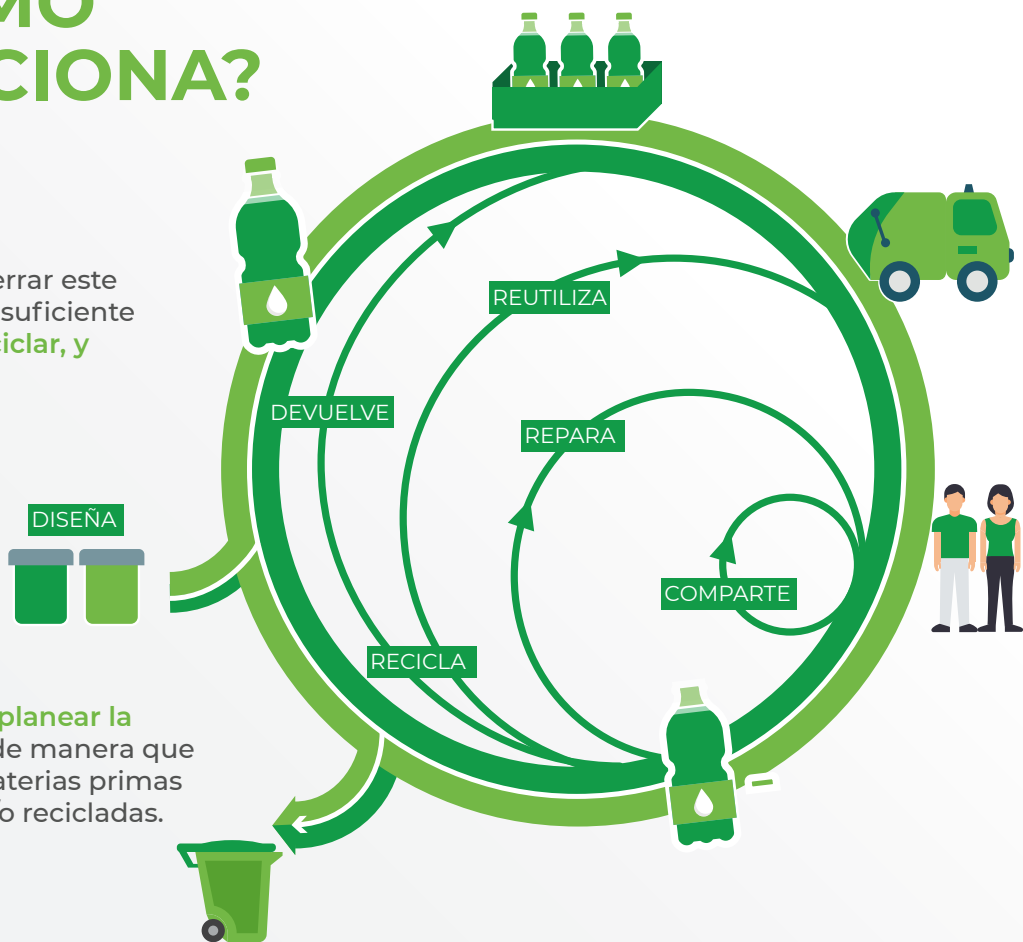 MO
CIONA?
errar este
suficiente
ciclar, y
REUTILIZA
DEVUELVE
REPARA
DISEÑA
COMPARTE
RECICLA
planear la
de manera que
aterias primas
o recicladas.